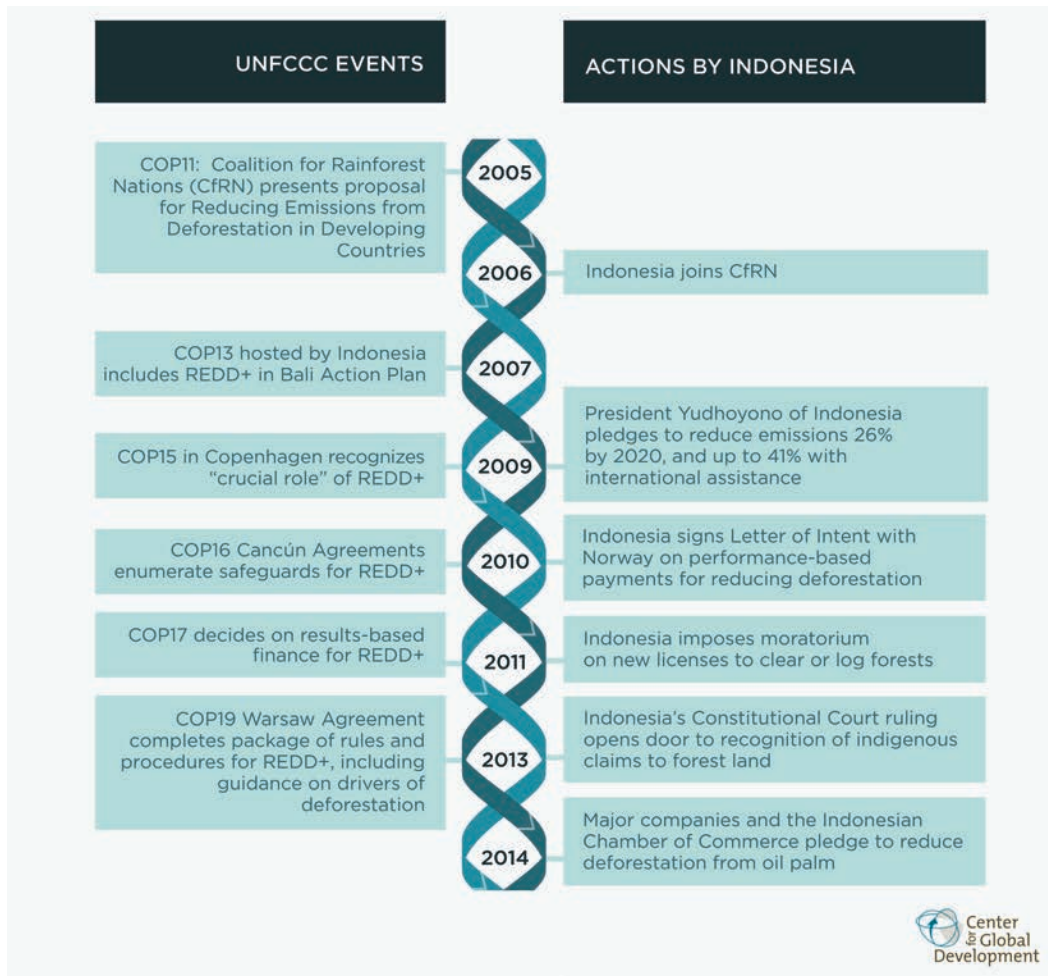 UNFCCC EVENTS
ACTIONS BY INDONESIA
COP11: Coalition for Rainforest
Nations (CfRN) presents proposal
for Reducing Emissions from
Deforestation in Developing
Countries
2005
2006
Indonesia joins CfRN
COP13 hosted by Indonesia
includes REDD+ in Bali Action Plan
2007
COP15 in Copenhagen recognizes
“crucial role” of REDD+
2009
President Yudhoyono of Indonesia
pledges to reduce emissions 26%
by 2020, and up to 41% with
international assistance
COP16 Cancún Agreements
enumerate safeguards for REDD+
2010
Indonesia signs Letter of Intent with
Norway on performance-based
payments for reducing deforestation
COP17 decides on results-based
finance for REDD+
2011
Indonesia imposes moratorium
on new licenses to clear or log forests
COP19 Warsaw Agreement
completes package of rules and
procedures for REDD+, including
guidance on drivers of
deforestation
2013
Indonesia’s Constitutional Court ruling
opens door to recognition of indigenous
claims to forest land
2014
Major companies and the Indonesian
Chamber of Commerce pledge to reduce
deforestation from oil palm
Center
for Global
Development